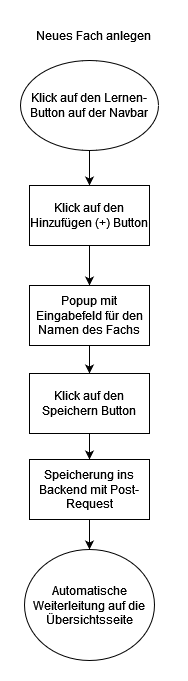 Neues Fach anlegen
Klick auf den Lernen-
Button auf der Navbar
Klick auf den
Hinzufügen (+) Button
Popup mit
Eingabefeld für den
Namen des Fachs
Klick auf den
Speichern Button
Speicherung ins
Backend mit Post-
Request
Automatische
Weiterleitung auf die
Übersichtsseite